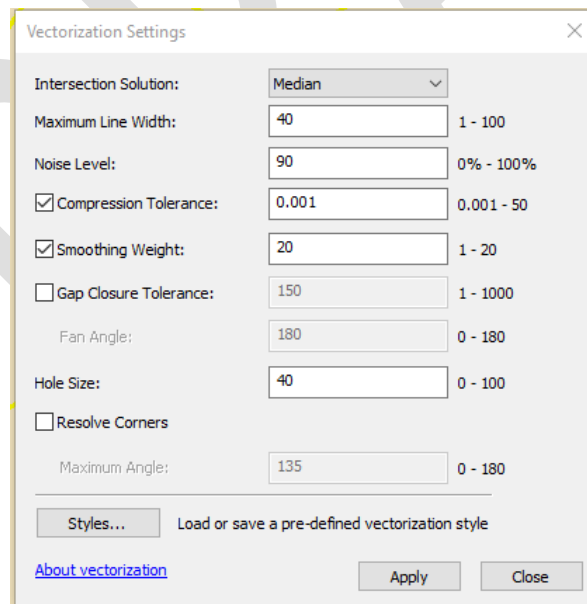 Vectorization Settings
Intersection Solution: Median
Maximum Line Width: 40 1 - 100
Noise Level: 90 0% - 100%
Compression Tolerance: 0.001 0.001 - 50
Smoothing Weight: 20 1 - 20
Gap Closure Tolerance: 150 1 - 1000
Fan Angle: 180 0 - 180
Hole Size: 40 0 - 100
Resolve Corners
Maximum Angle: 135 0 - 180
Styles... Load or save a pre-defined vectorization style
About vectorization Apply Close